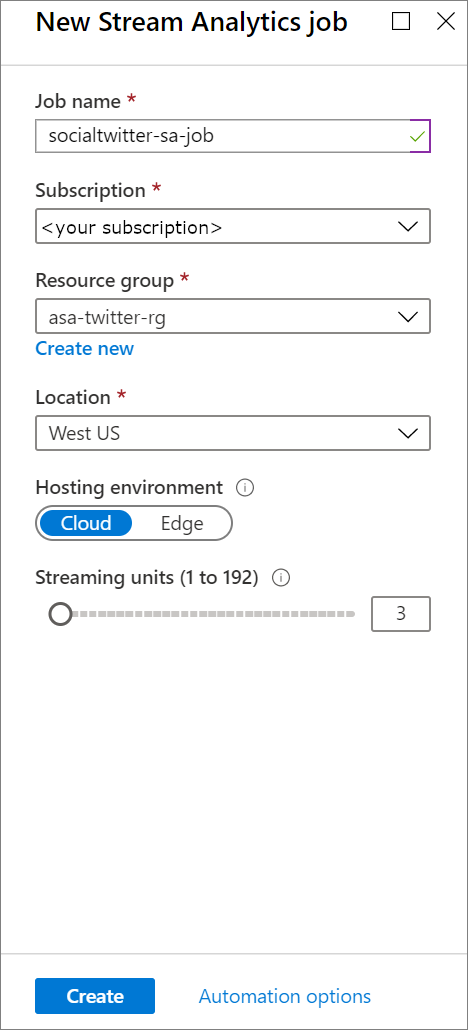 New Stream Analytics job
Job name *
socialtwitter-sa-job
Subscription *
<your subscription>
Resource group *
asa-twitter-rg
Create new
Location *
West US
Hosting environment
Cloud Edge
Streaming units (1 to 192)
3
Create Automation options